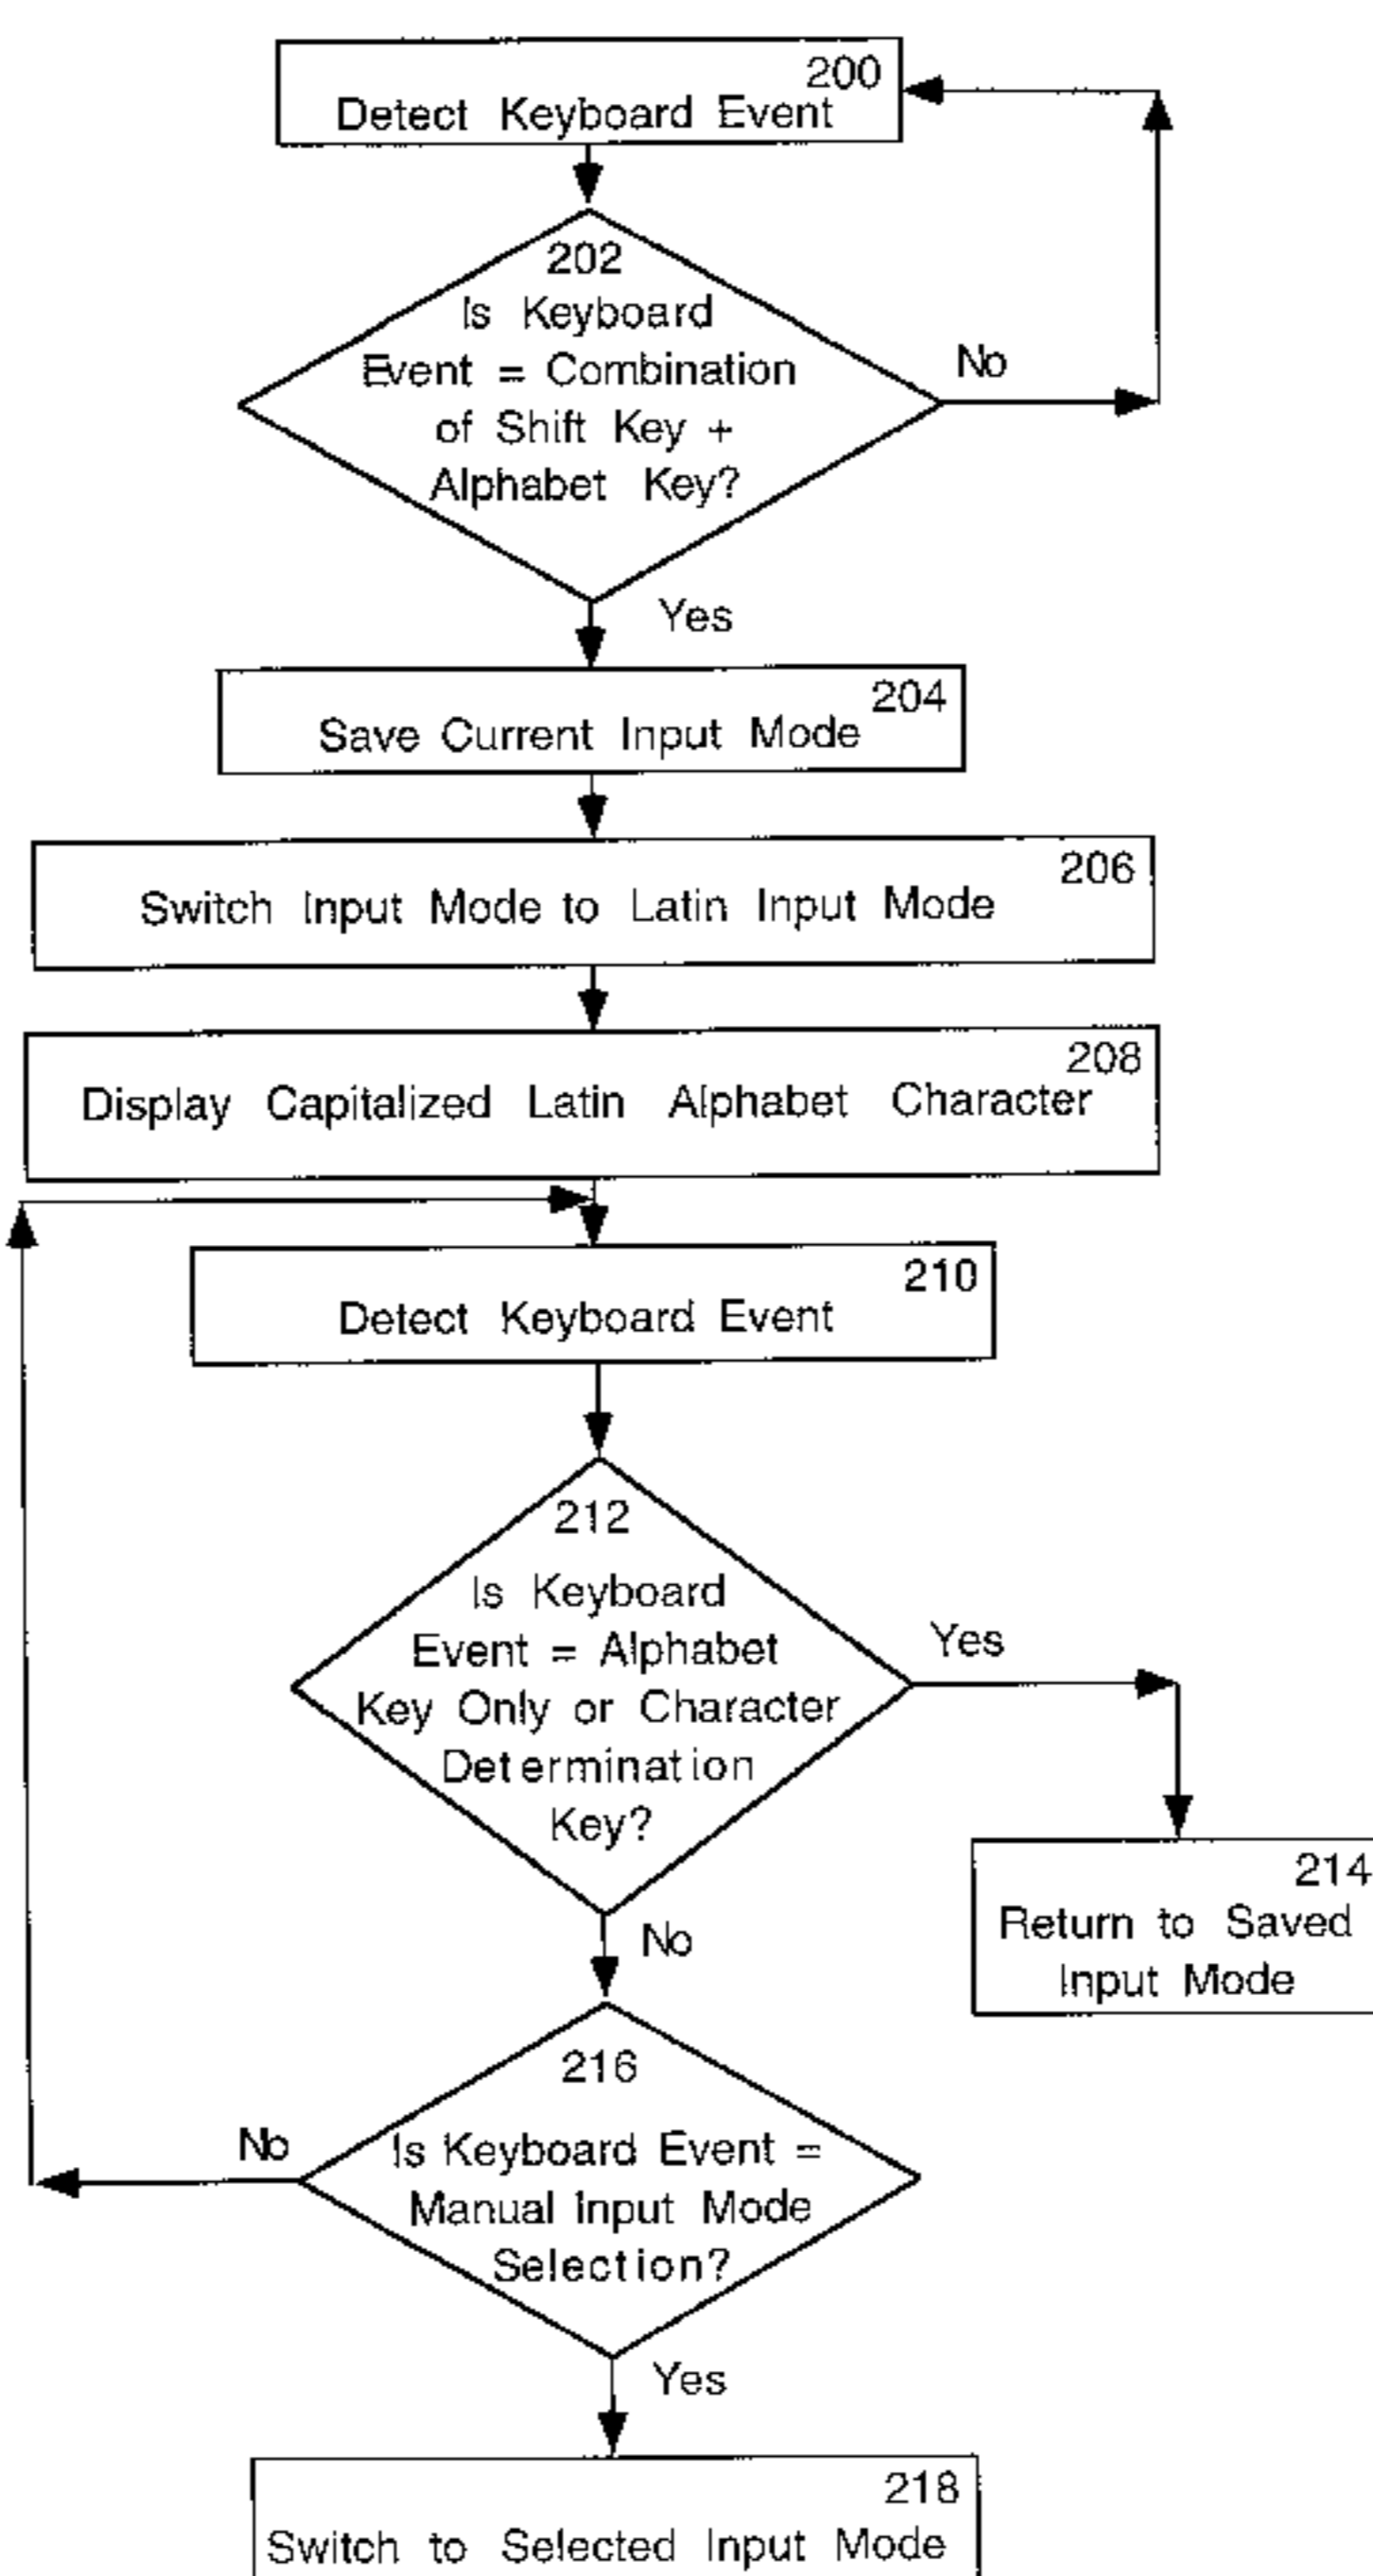 200
Detect Keyboard Event
202
Is Keyboard
Event = Combination
of Shift Key +
Alphabet Key?
No
Yes
204
Save Current Input Mode
206
Switch Input Mode to Latin Input Mode
208
Display Capitalized Latin Alphabet Character
210
Detect Keyboard Event
212
Is Keyboard
Event = Alphabet
Key Only or Character
Determination
Key?
Yes
214
Return to Saved
Input Mode
No
216
Is Keyboard Event =
Manual Input Mode
Selection?
No
Yes
218
Switch to Selected Input Mode